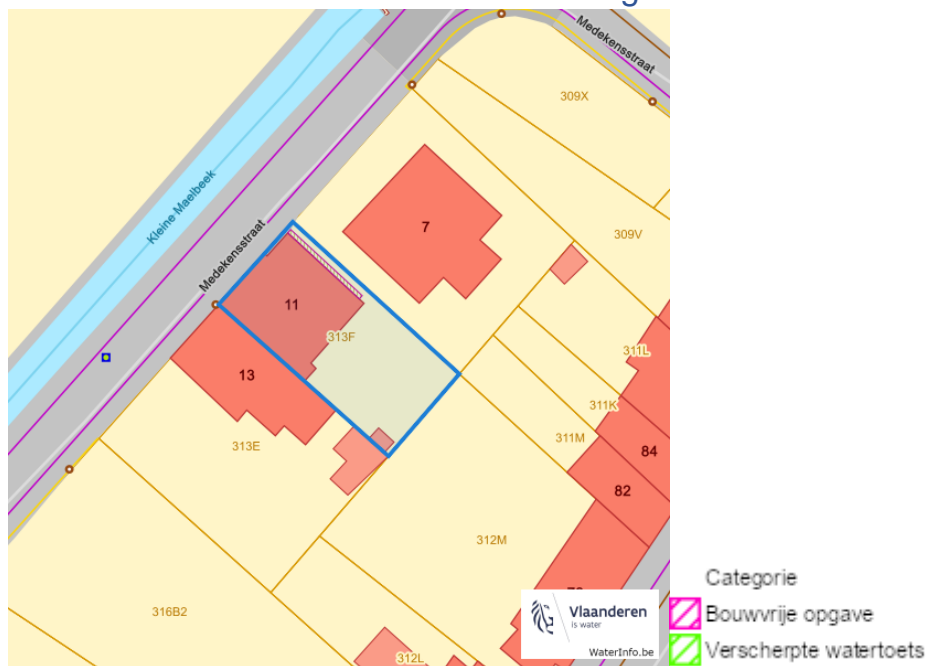 Medekensstraat
309X
Kleine Maelbeek
Medekensstraat
7
309V
11
313F
311L
13
311K
313E
311M
84
82
312M
316B2
312L
Vlaanderen
is water
WaterInfo.be
Categorie
Bouwvrije opgave
Verscherpte watertoets